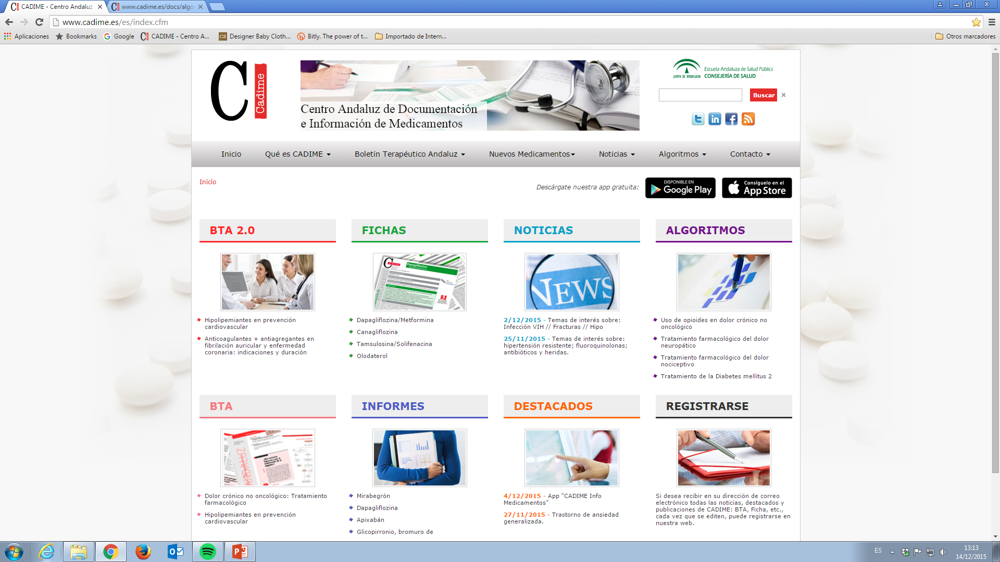 CADIME - Centro Andaluz
www.cadime.es/docs/algo
www.cadime.es/es/index.cfm
Aplicaciones
Bookmarks
Google
CADIME - Centro A...
Designer Baby Cloth...
Bitly. The power of t...
Importado de Intern...
Otros marcadores
Cadime
Centro Andaluz de Documentación
e Información de Medicamentos
JUNTA DE ANDALUCIA
Escuela Andaluza de Salud Pública
CONSEJERÍA DE SALUD
Buscar
Inicio
Qué es CADIME
Boletín Terapéutico Andaluz
Nuevos Medicamentos
Noticias
Algoritmos
Contacto
Inicio
Descárgate nuestra app gratuita:
DISPONIBLE EN
Google Play
Consíguelo en el
App Store
BTA 2.0
Hipolipemiantes en prevención
cardiovascular
Anticoagulantes + antiagregantes en
fibrilación auricular y enfermedad
coronaria: indicaciones y duración
FICHAS
Dapagliflozina
Dapagliflozina/Metformina
Canagliflozina
Tamsulosina/Solifenacina
Olodaterol
NOTICIAS
NEWS
2/12/2015 - Temas de interés sobre:
Infección VIH // Fracturas // Hipo
25/11/2015 - Temas de interés sobre:
hipertensión resistente; fluoroquinolonas;
antibióticos y heridas.
ALGORITMOS
Uso de opioides en dolor crónico no
oncológico
Tratamiento farmacológico del dolor
neuropático
Tratamiento farmacológico del dolor
nociceptivo
Tratamiento de la Diabetes mellitus 2
BTA
Dolor crónico no oncológico: Tratamiento
farmacológico
Hipolipemiantes en prevención
cardiovascular
INFORMES
Mirabegrón
Dapagliflozina
Apixabán
Glicopirronio, bromuro de
DESTACADOS
4/12/2015 - App “CADIME Info
Medicamentos”
27/11/2015 - Trastorno de ansiedad
generalizada.
REGISTRARSE
Si desea recibir en su dirección de correo
electrónico todas las noticias, destacados y
publicaciones de CADIME: BTA, Ficha, etc.,
cada vez que se editen, puede registrarse en
nuestra web.
ES
13:13
14/12/2015